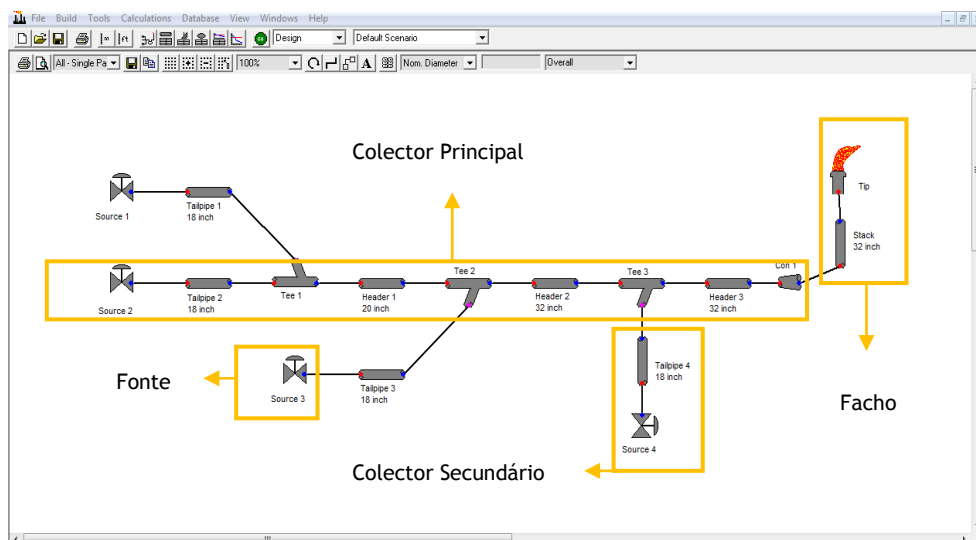 File Build Tools Calculations Database View Windows Help
Design Default Scenario
All - Single Pa 100% Nom. Diameter Overall
Colector Principal
Tip
Source 1
Tailpipe 1
18 inch
Stack
32 inch
Source 2
Tailpipe 2
18 inch
Tee 1
Header 1
20 inch
Tee 2
Header 2
32 inch
Tee 3
Header 3
32 inch
Con 1
Fonte
Source 3
Tailpipe 3
18 inch
Tailpipe 4
18 inch
Source 4
Facho
Colector Secundário